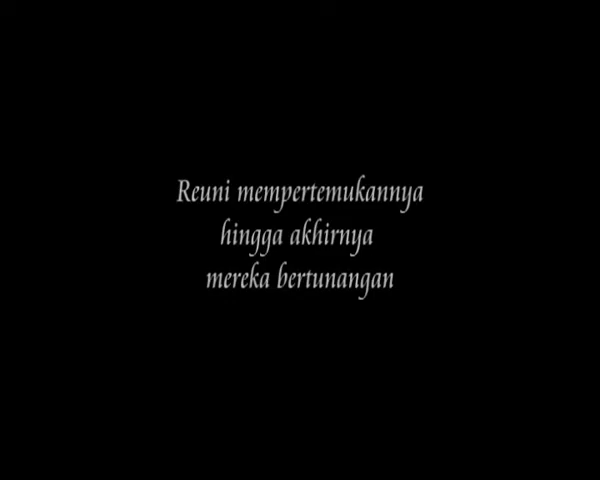 Reuni mempertemukannya
hingga akhirnya
mereka bertunangan